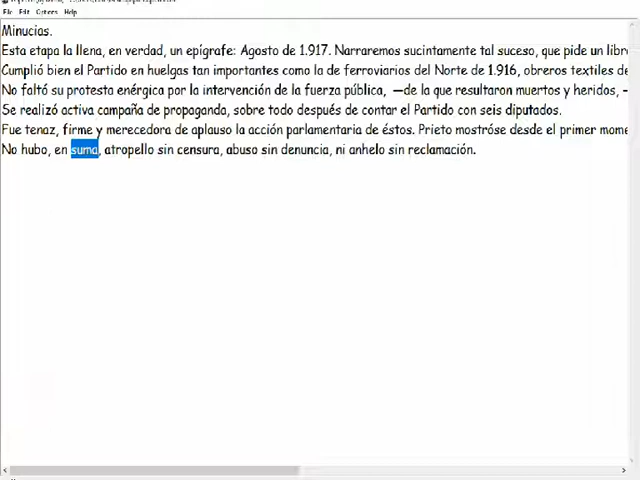 File Edit Options Help
Minucias.
Esta etapa la llena, en verdad, un epígrafe: Agosto de 1.917. Narraremos sucintamente tal suceso, que pide un libr
Cumplió bien el Partido en huelgas tan importantes como la de ferroviarios del Norte de 1.916, obreros textiles de
No faltó su protesta enérgica por la intervención de la fuerza pública, —de la que resultaron muertos y heridos, –
Se realizó activa campaña de propaganda, sobre todo después de contar el Partido con seis diputados.
Fue tenaz, firme y merecedora de aplauso la acción parlamentaria de éstos. Prieto mostróse desde el primer mome
No hubo, en suma, atropello sin censura, abuso sin denuncia, ni anhelo sin reclamación.